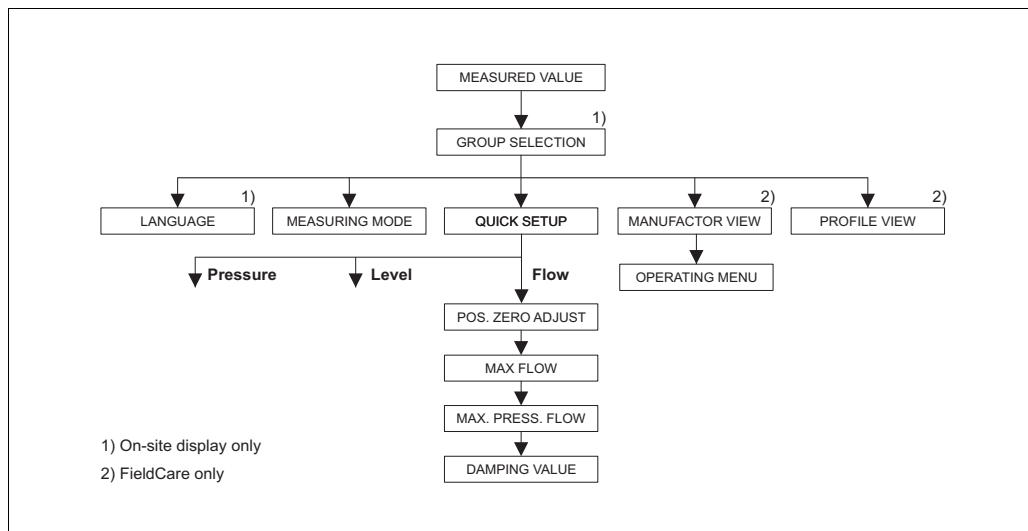 MEASURED VALUE
1)
GROUP SELECTION
1)
2)
2)
LANGUAGE
MEASURING MODE
QUICK SETUP
MANUFACTOR VIEW
PROFILE VIEW
Pressure
Level
Flow
OPERATING MENU
POS. ZERO ADJUST
MAX FLOW
MAX. PRESS. FLOW
1) On-site display only
2) FieldCare only
DAMPING VALUE